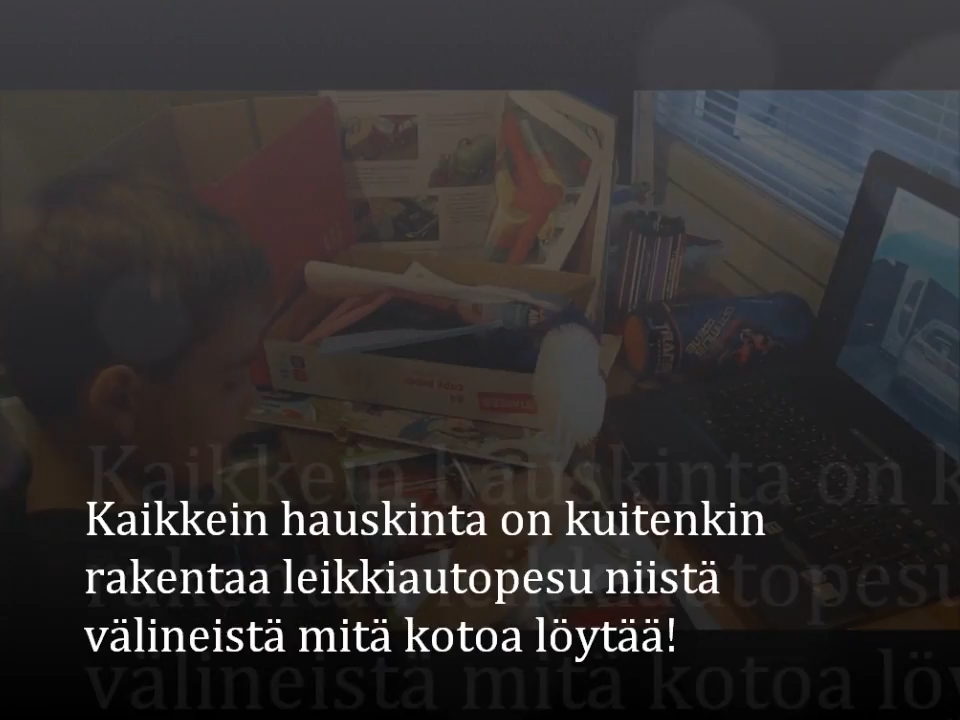 Kaikkein hauskinta on kuitenkin
rakentaa leikkiautopesu niistä
välineistä mitä kotoa löytää!